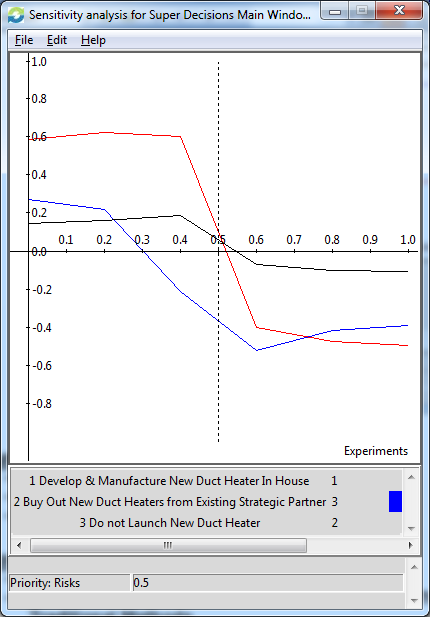 Sensitivity analysis for Super Decisions Main Windo...
File Edit Help
1.0
0.8
0.6
0.4
0.2
0.1 0.2 0.3 0.4 0.5 0.6 0.7 0.8 0.9 1.0
0.0
-0.2
-0.4
-0.6
-0.8
Experiments
1 Develop & Manufacture New Duct Heater In House 1
2 Buy Out New Duct Heaters from Existing Strategic Partner 3
3 Do not Launch New Duct Heater 2
Priority: Risks 0.5